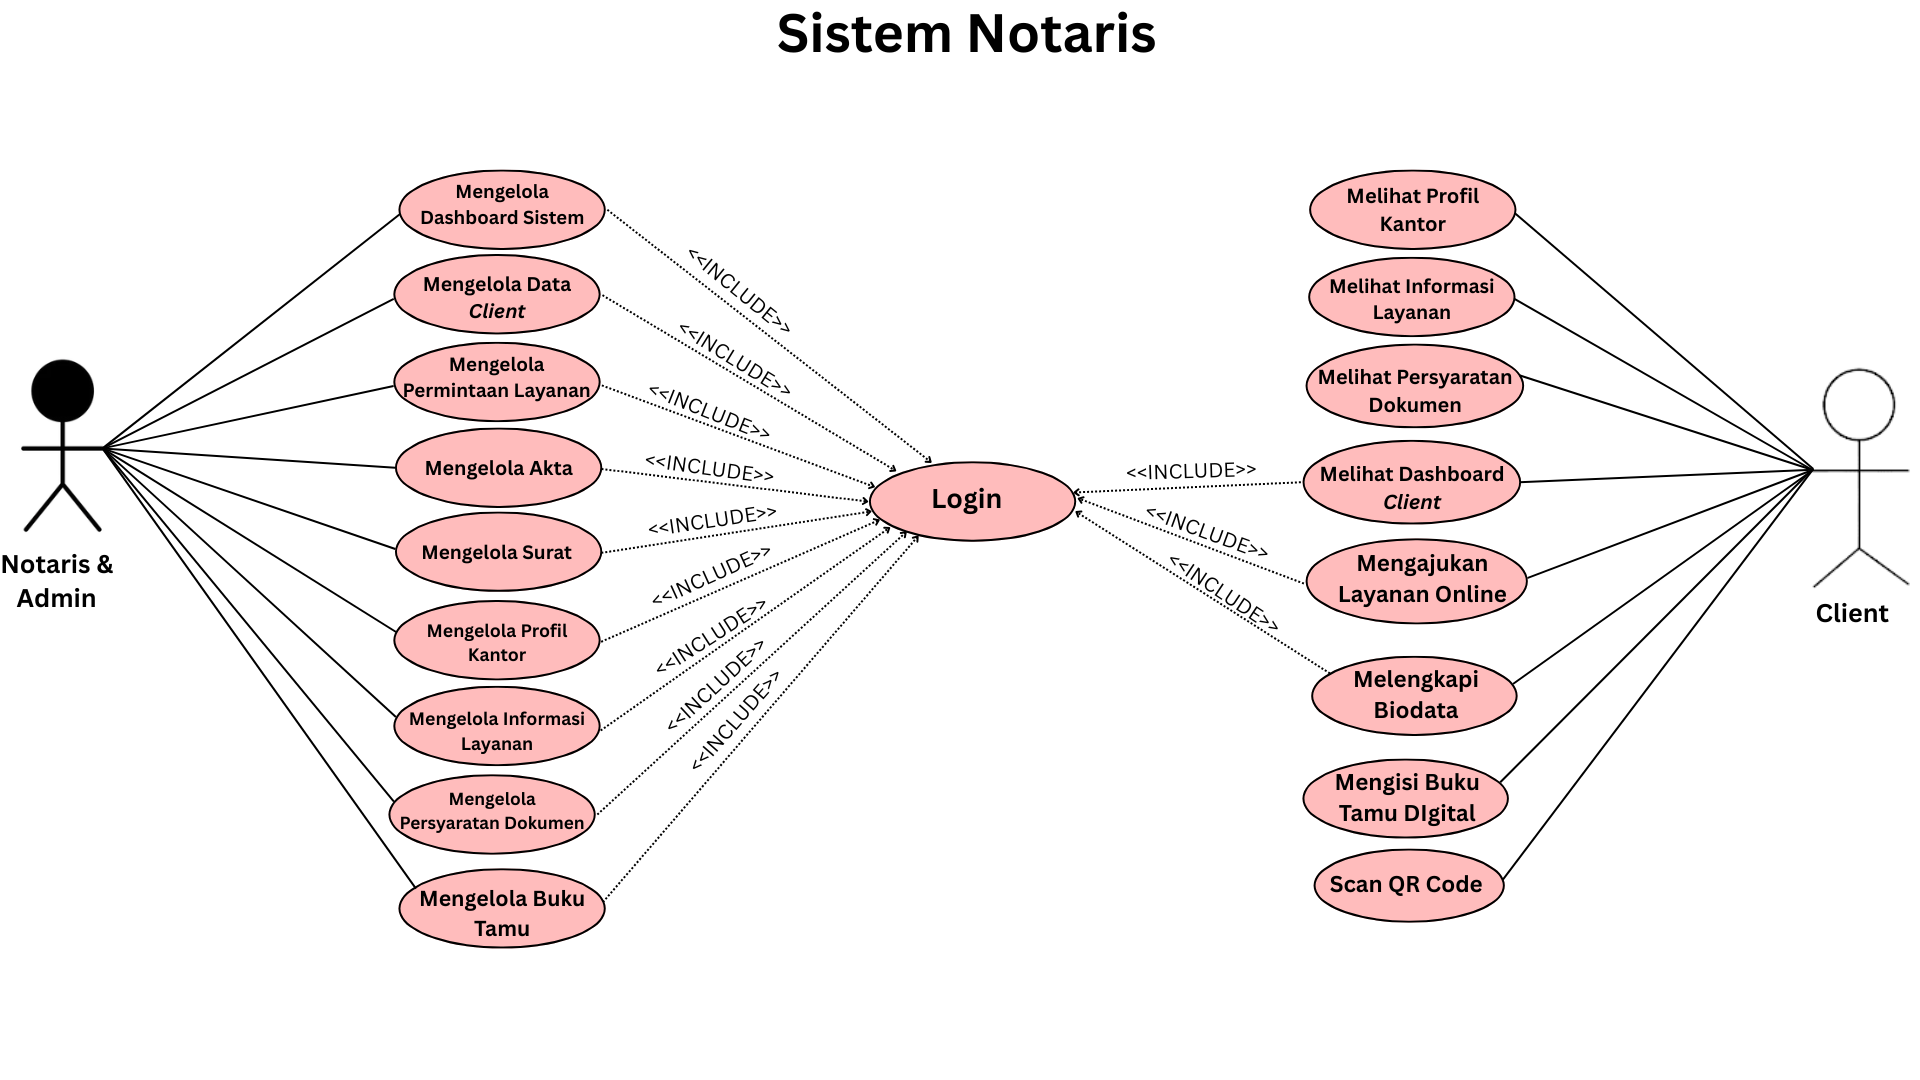 Sistem Notaris
Mengelola
Dashboard Sistem
Mengelola Data
Client
Mengelola
Permintaan Layanan
Mengelola Akta
Mengelola Surat
Mengelola Profil
Kantor
Mengelola Informasi
Layanan
Mengelola
Persyaratan Dokumen
Mengelola Buku
Tamu
Notaris &
Admin
<<INCLUDE>>
<<INCLUDE>>
<<INCLUDE>>
<<INCLUDE>>
<<INCLUDE>>
<<INCLUDE>>
<<INCLUDE>>
<<INCLUDE>>
<<INCLUDE>>
Login
<<INCLUDE>>
<<INCLUDE>>
<<INCLUDE>>
Melihat Profil
Kantor
Melihat Informasi
Layanan
Melihat Persyaratan
Dokumen
Melihat Dashboard
Client
Mengajukan
Layanan Online
Melengkapi
Biodata
Mengisi Buku
Tamu DIgital
Scan QR Code
Client